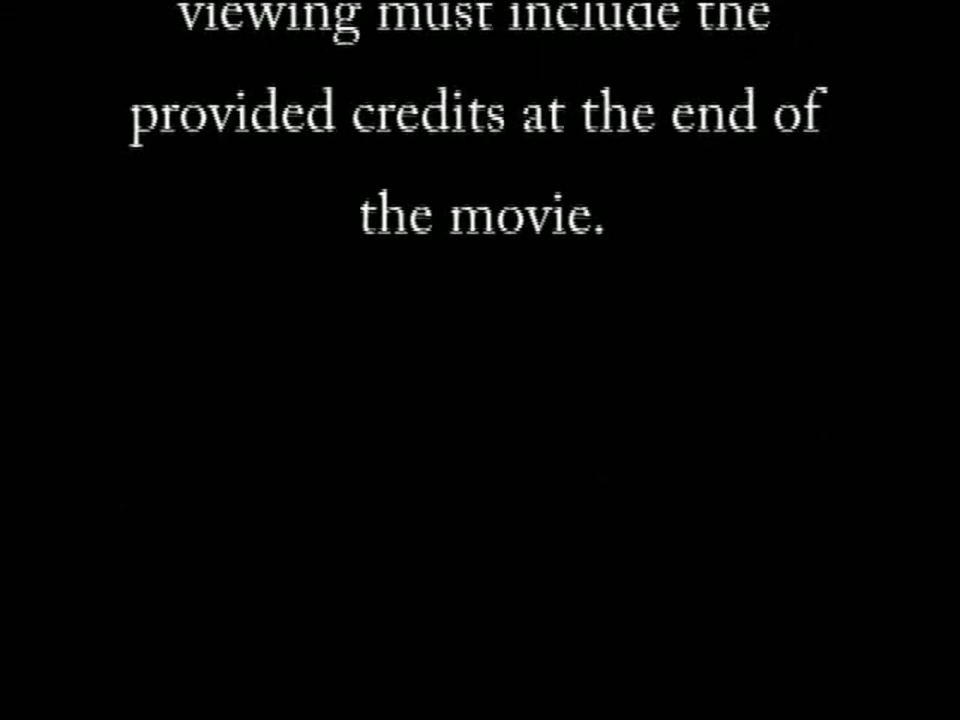 viewing must include the
provided credits at the end of
the movie.